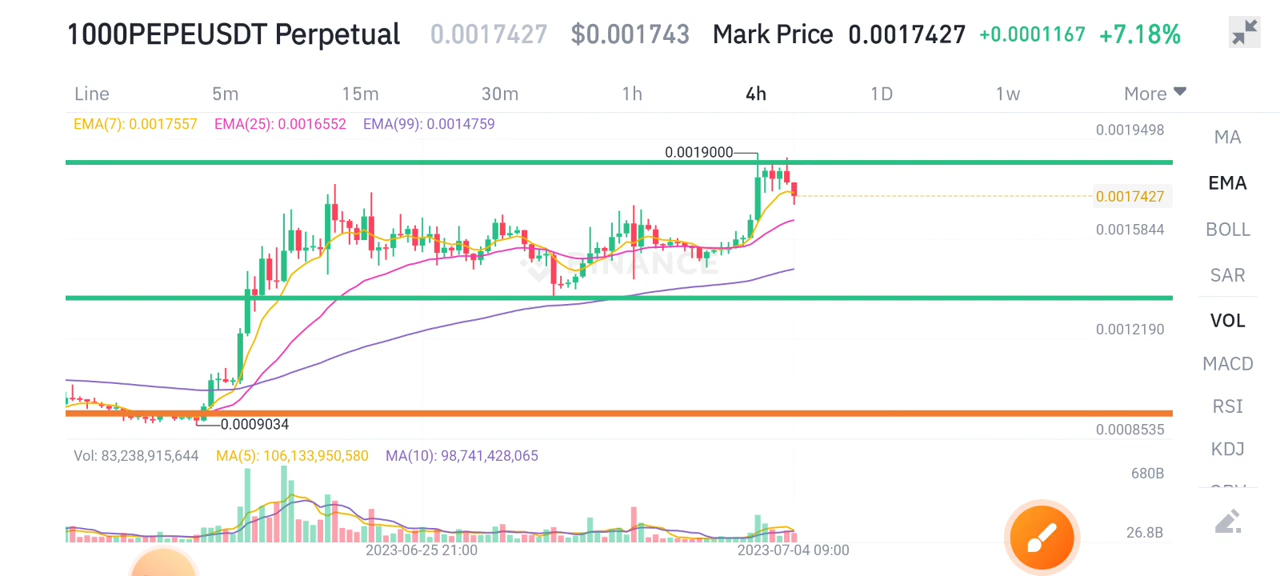 1000PEPEUSDT Perpetual 0.0017427 $0.001743 Mark Price 0.0017427 +0.0001167 +7.18%
Line 5m 15m 30m 1h 4h 1D 1w More
EMA(7): 0.0017557 EMA(25): 0.0016552 EMA(99): 0.0014759
0.0019498
MA
0.0019000
EMA
0.0017427
0.0015844
BOLL
BINANCE
SAR
VOL
0.0012190
MACD
RSI
0.0009034
0.0008535
KDJ
Vol: 83,238,915,644 MA(5): 106,133,950,580 MA(10): 98,741,428,065
680B
26.8B
2023-06-25 21:00 2023-07-04 09:00